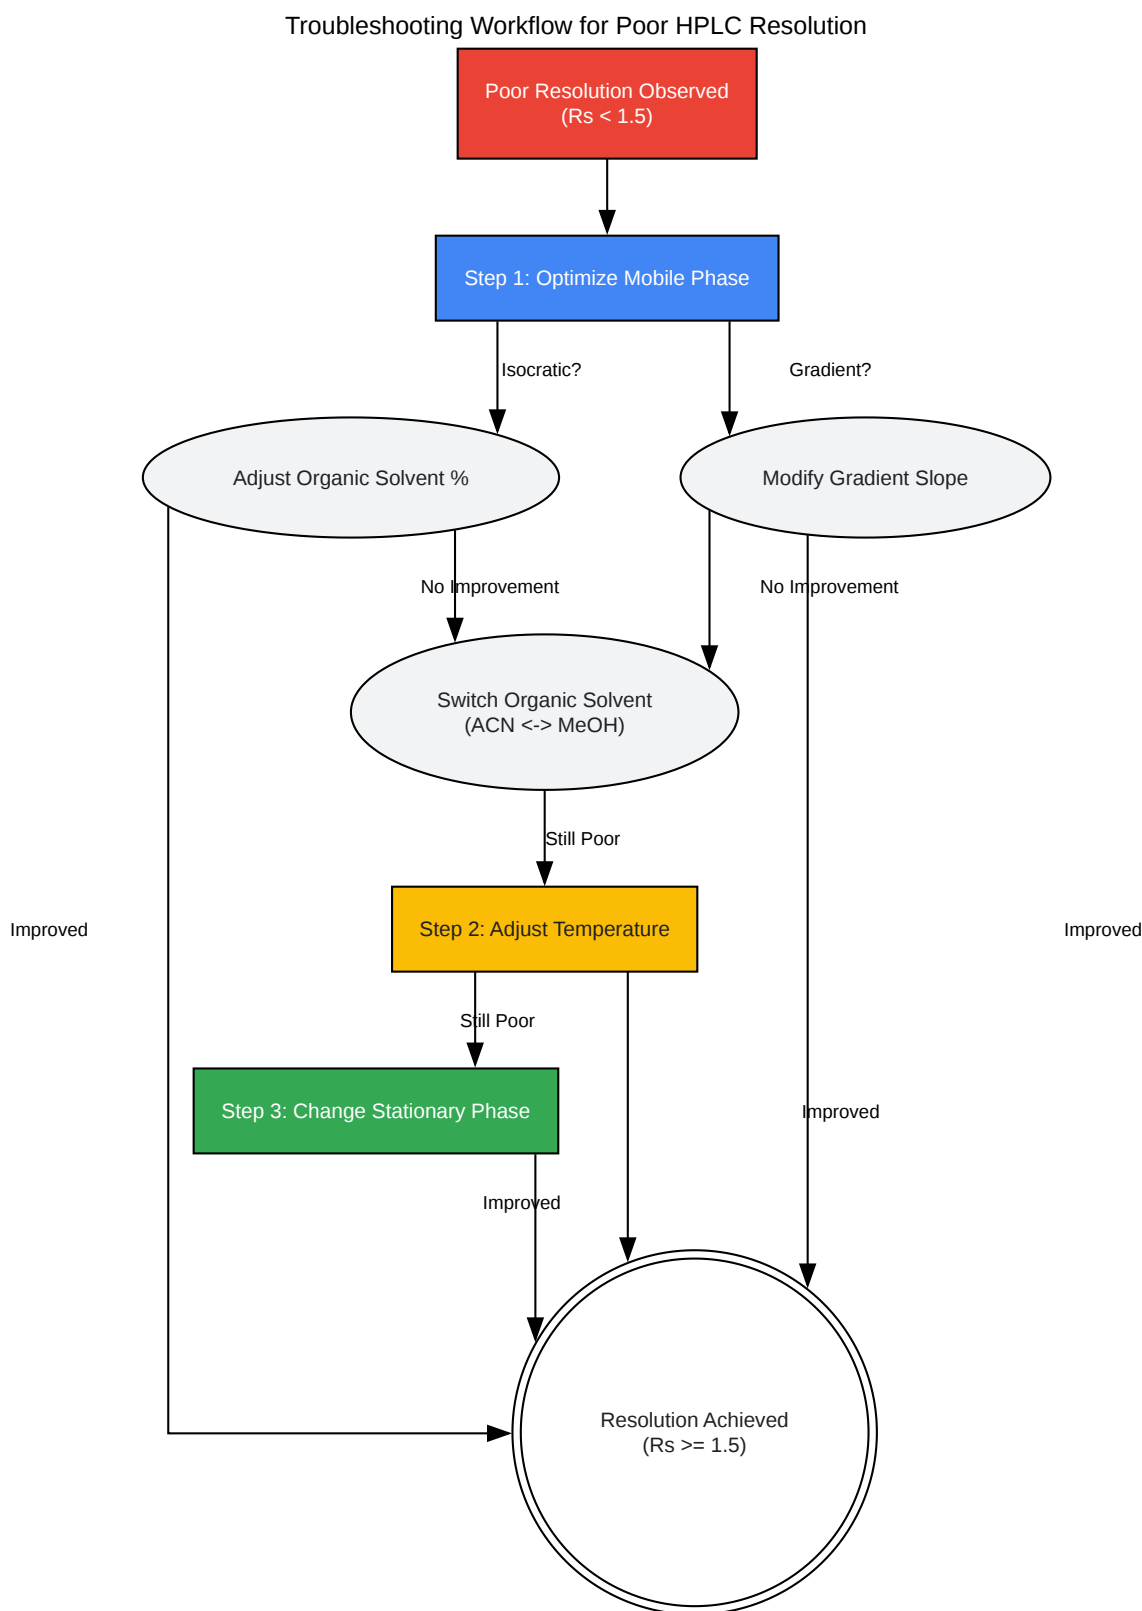 Troubleshooting Workflow for Poor HPLC Resolution
Poor Resolution Observed
(Rs < 1.5)
Step 1: Optimize Mobile Phase
Isocratic?
Gradient?
Adjust Organic Solvent %
Modify Gradient Slope
No Improvement
No Improvement
Switch Organic Solvent
(ACN <-> MeOH)
Still Poor
Improved
Step 2: Adjust Temperature
Improved
Still Poor
Step 3: Change Stationary Phase
Improved
Improved
Resolution Achieved
(Rs >= 1.5)